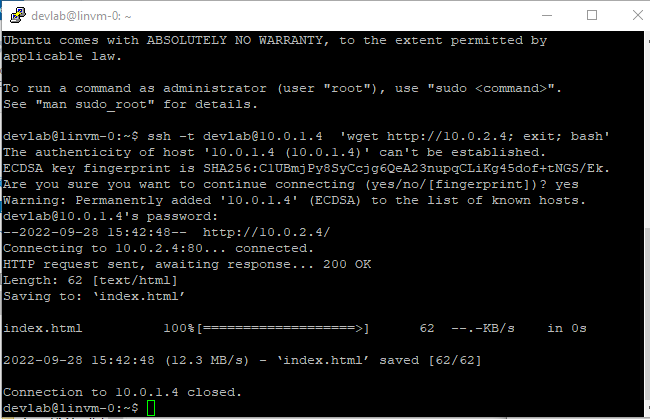 devlab@linvm-0: ~
Ubuntu comes with ABSOLUTELY NO WARRANTY, to the extent permitted by
applicable law.
To run a command as administrator (user "root"), use "sudo <command>".
See "man sudo_root" for details.
devlab@linvm-0:~$ ssh -t devlab@10.0.1.4  'wget http://10.0.2.4; exit; bash'
The authenticity of host '10.0.1.4 (10.0.1.4)' can't be established.
ECDSA key fingerprint is SHA256:ClUBmjPy8SyCcjg6QeA23nupqCLiKg45dof+tNGS/Ek.
Are you sure you want to continue connecting (yes/no/[fingerprint])? yes
Warning: Permanently added '10.0.1.4' (ECDSA) to the list of known hosts.
devlab@10.0.1.4's password:
--2022-09-28 15:42:48--  http://10.0.2.4/
Connecting to 10.0.2.4:80... connected.
HTTP request sent, awaiting response... 200 OK
Length: 62 [text/html]
Saving to: ‘index.html’
index.html          100%[===================>]      62  --.-KB/s    in 0s
2022-09-28 15:42:48 (12.3 MB/s) - ‘index.html’ saved [62/62]
Connection to 10.0.1.4 closed.
devlab@linvm-0:~$